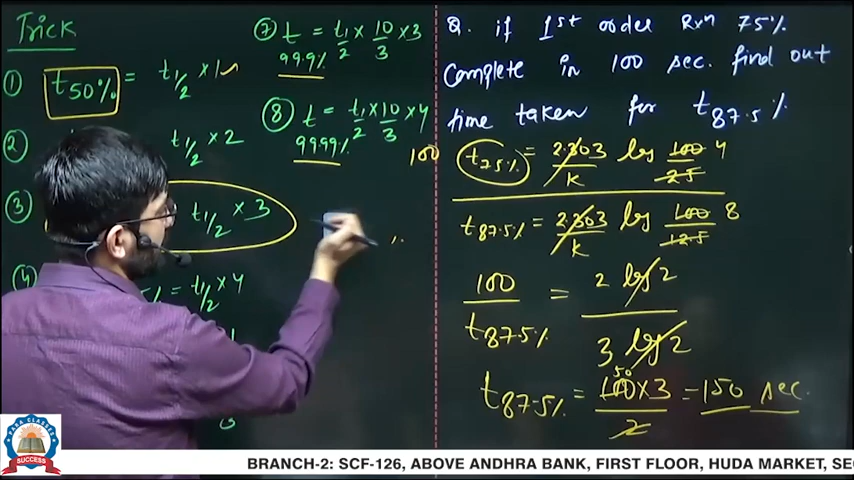 Trick
① t50% = t1/2 × 1
② t1/2 × 2
③ t1/2 × 3
④ % = t1/2 × 4
⑦ t 99.9% = t1/2 × 10/3 × 3
⑧ t 99.99% = t1/2 × 10/3 × 4
Q. if 1st order Rxn 75%
Complete in 100 sec. find out
time taken for t87.5%
100 t75% = 2.303/K log 100/25 4
t87.5% = 2.303/K log 100/12.5 8
100/t87.5% = 2 log 2/3 log 2
t87.5% = 100 50 × 3/2 = 150 sec.
PARA CLASSES
SUCCESS
BRANCH-2: SCF-126, ABOVE ANDHRA BANK, FIRST FLOOR, HUDA MARKET, SE